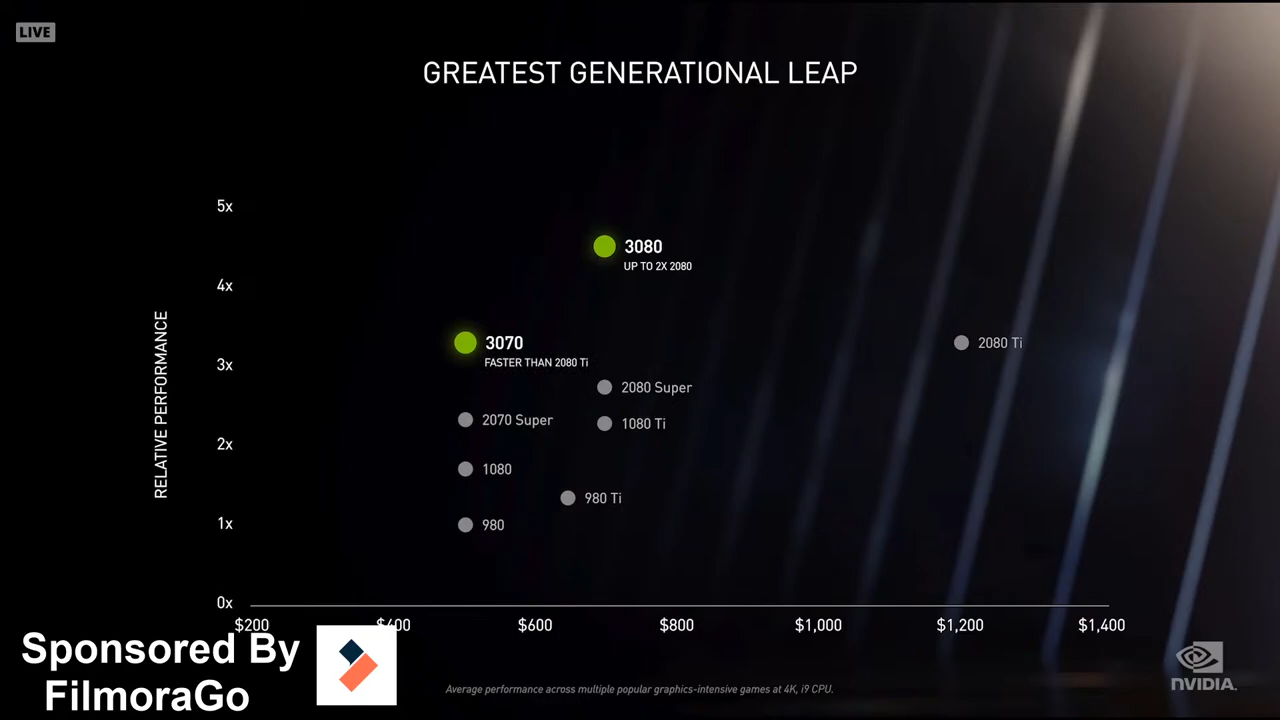 LIVE
GREATEST GENERATIONAL LEAP
5x
3080
UP TO 2X 2080
4x
3070
FASTER THAN 2080 Ti
2080 Ti
3x
2080 Super
2070 Super
1080 Ti
2x
1080
980 Ti
1x
980
0x
RELATIVE PERFORMANCE
$200 $400 $600 $800 $1,000 $1,200 $1,400
Sponsored By
FilmoraGo
Average performance across multiple popular graphics-intensive games at 4K, i9 CPU.
NVIDIA.